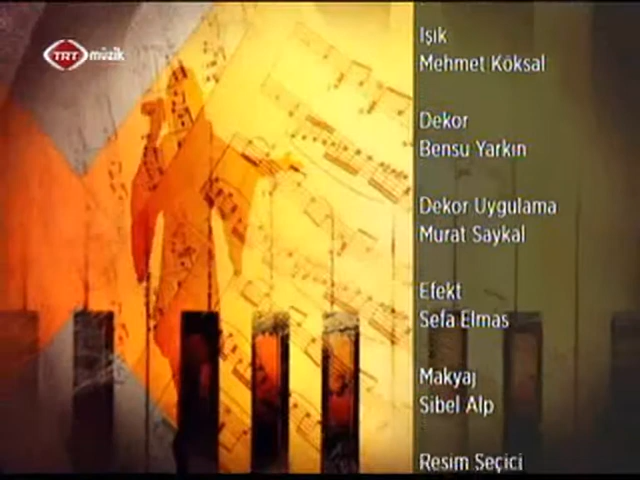 TRT müzik
Işık
Mehmet Köksal
Dekor
Bensu Yarkın
Dekor Uygulama
Murat Saykal
Efekt
Sefa Elmas
Makyaj
Sibel Alp
Resim Seçici